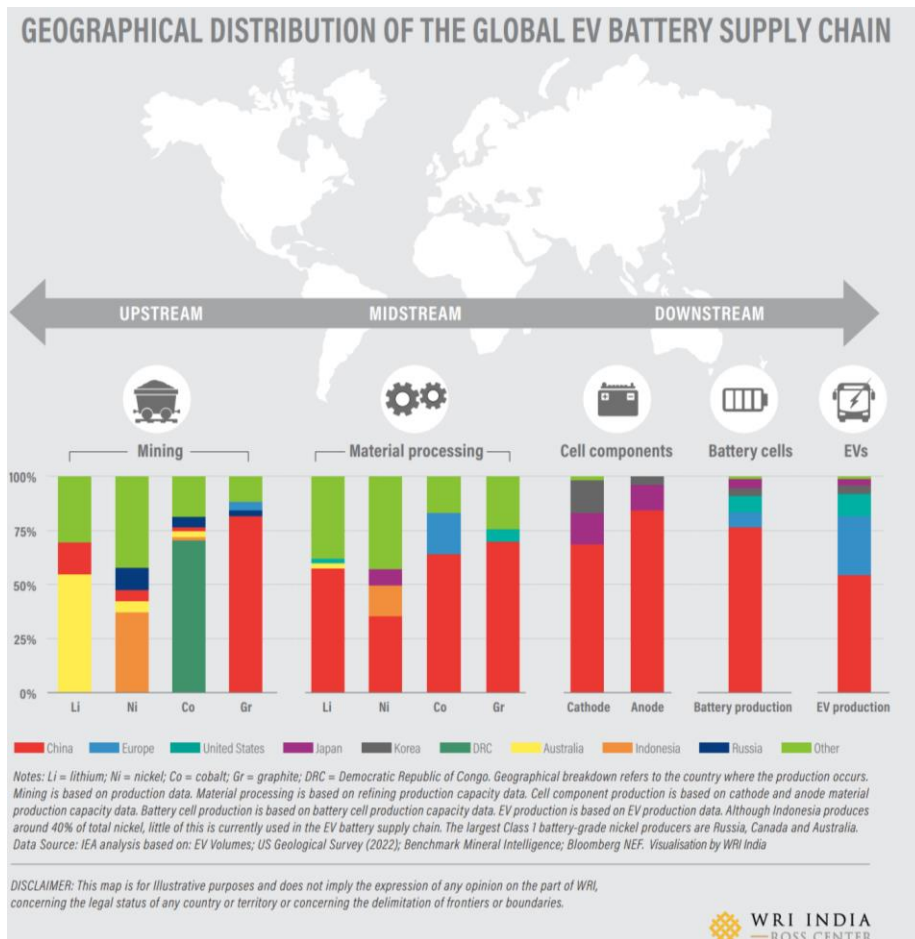 GEOGRAPHICAL DISTRIBUTION OF THE GLOBAL EV BATTERY SUPPLY CHAIN
UPSTREAM MIDSTREAM DOWNSTREAM
Mining Material processing Cell components Battery cells EVs
100%
75%
50%
25%
0%
Li Ni Co Gr Li Ni Co Gr Cathode Anode Battery production EV production
China Europe United States Japan Korea DRC Australia Indonesia Russia Other
Notes: Li = lithium; Ni = nickel; Co = cobalt; Gr = graphite; DRC = Democratic Republic of Congo. Geographical breakdown refers to the country where the production occurs.
Mining is based on production data. Material processing is based on refining production capacity data. Cell component production is based on cathode and anode material
production capacity data. Battery cell production is based on battery cell production capacity data. EV production is based on EV production data. Although Indonesia produces
around 40% of total nickel, little of this is currently used in the EV battery supply chain. The largest Class 1 battery-grade nickel producers are Russia, Canada and Australia.
Data Source: IEA analysis based on: EV Volumes; US Geological Survey (2022); Benchmark Mineral Intelligence; Bloomberg NEF. Visualisation by WRI India
DISCLAIMER: This map is for Illustrative purposes and does not imply the expression of any opinion on the part of WRI,
concerning the legal status of any country or territory or concerning the delimitation of frontiers or boundaries.
WRI INDIA
ROSS CENTER